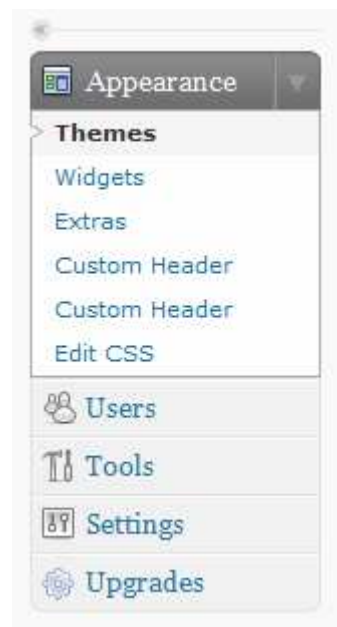 Appearance
Themes
Widgets
Extras
Custom Header
Custom Header
Edit CSS
Users
Tools
Settings
Upgrades